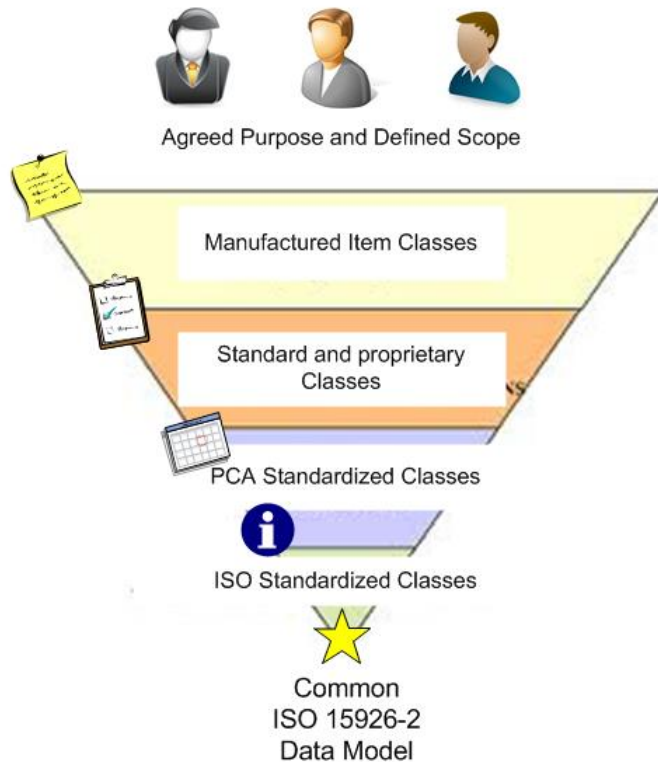 Agreed Purpose and Defined Scope
Manufactured Item Classes
Standard and proprietary
Classes
PCA Standardized Classes
ISO Standardized Classes
Common
ISO 15926-2
Data Model